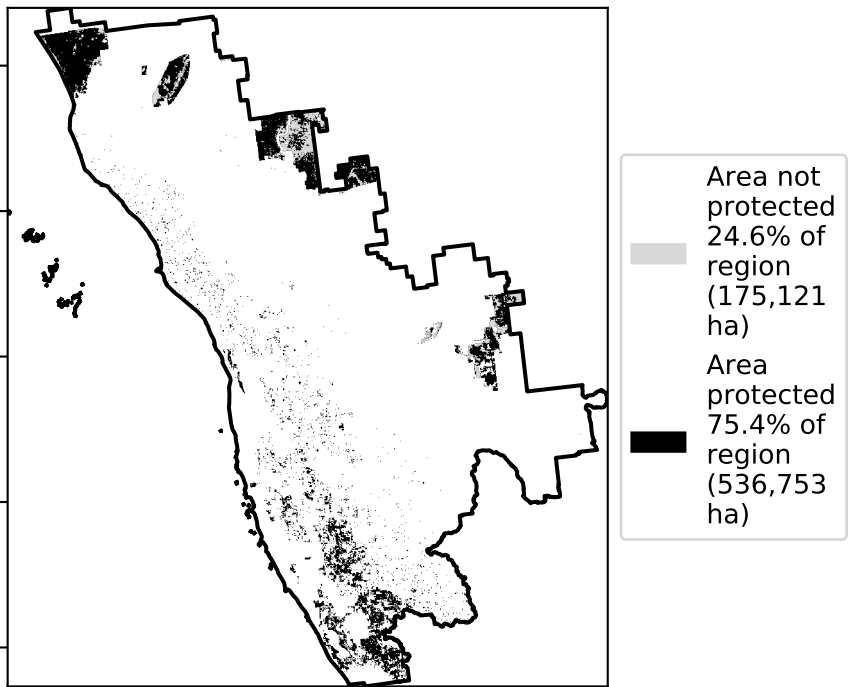 Area not
protected
24.6% of
region
(175,121
ha)
Area
protected
75.4% of
region
(536,753
ha)